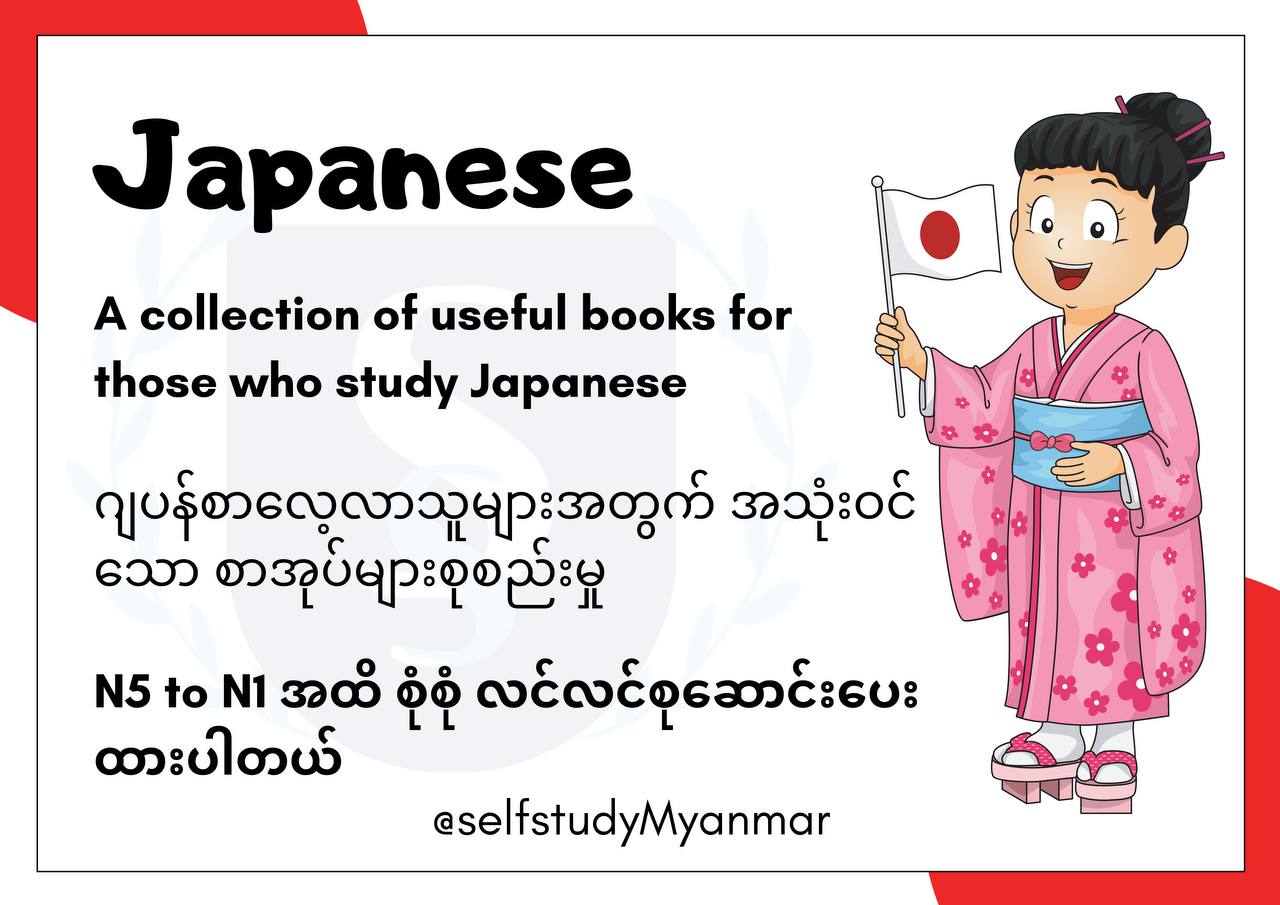 Japanese
A collection of useful books for
those who study Japanese
ဂျပန်စာလေ့လာသူများအတွက် အသုံးဝင်
သော စာအုပ်များစုစည်းမှု
N5 to N1 အထိ စုံစုံ လင်လင်စုဆောင်းပေး
ထားပါတယ်
@selfstudyMyanmar